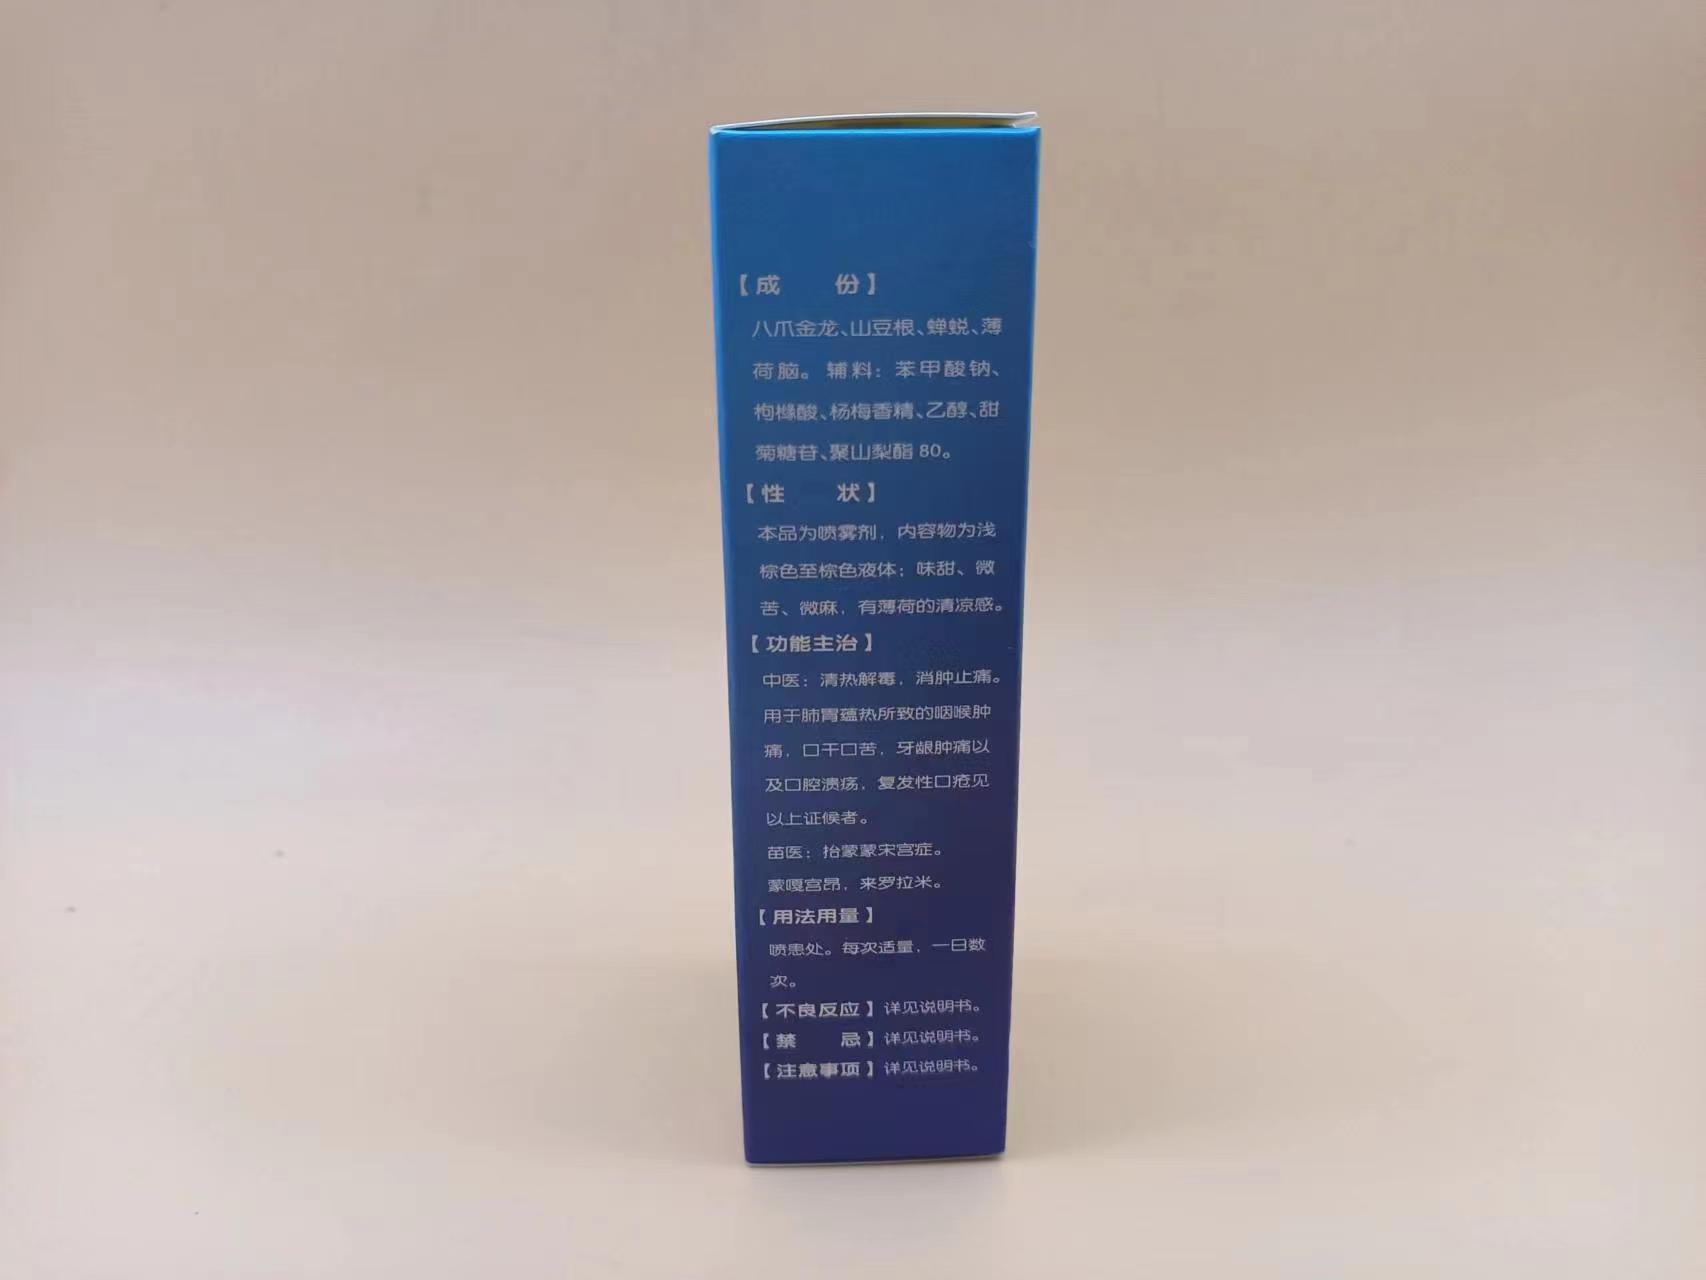 【成 份】
八爪金龙、山豆根、蝉蜕、薄
荷脑。辅料：苯甲酸钠、
枸橼酸、杨梅香精、乙醇、甜
菊糖苷、聚山梨酯80。
【性 状】
本品为喷雾剂，内容物为浅
棕色至棕色液体；味甜、微
苦、微麻，有薄荷的清凉感。
【功能主治】
中医：清热解毒，消肿止痛。
用于肺胃蕴热所致的咽喉肿
痛，口干口苦，牙龈肿痛以
及口腔溃疡，复发性口疮见
以上证候者。
苗医：抬蒙蒙宋宫症。
蒙嘎宫昂，来罗拉米。
【用法用量】
喷患处。每次适量，一日数
次。
【不良反应】详见说明书。
【禁 忌】详见说明书。
【注意事项】详见说明书。